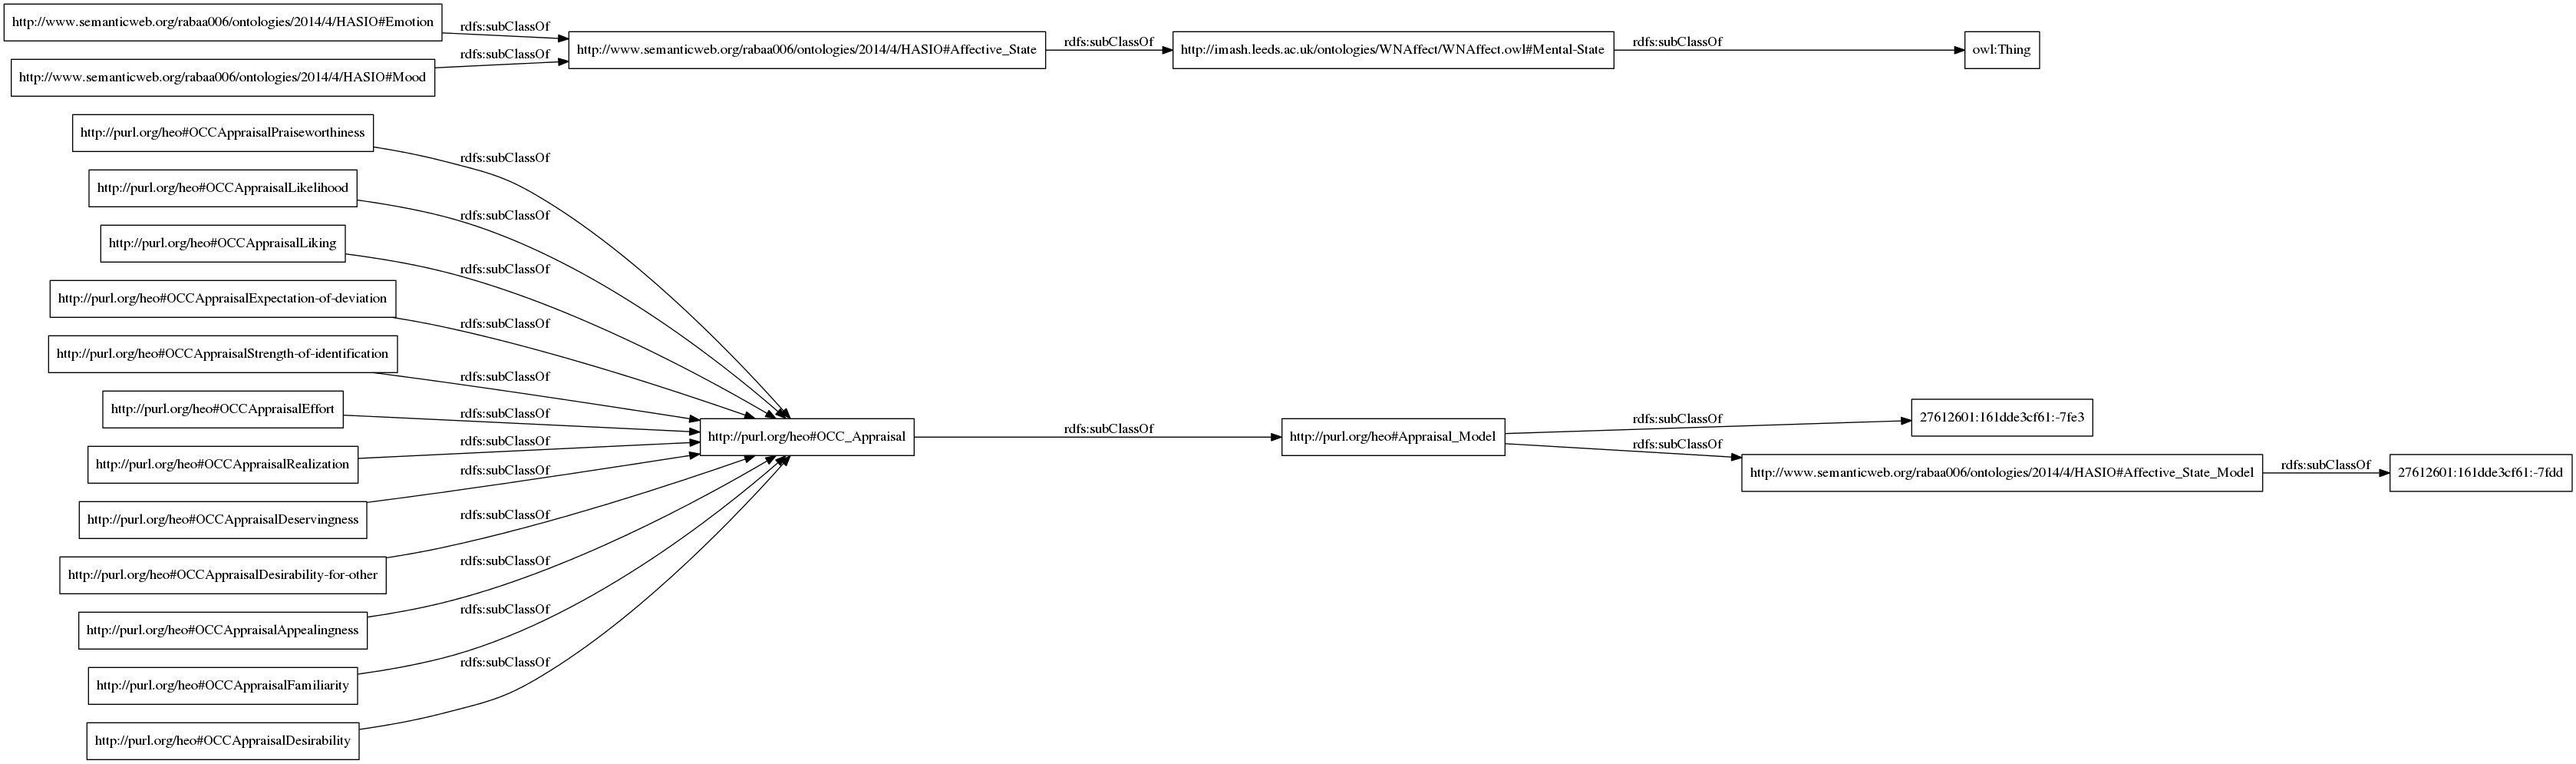 http://www.semanticweb.org/rabaa006/ontologies/2014/4/HASIO#Emotion
rdfs:subClassOf
http://www.semanticweb.org/rabaa006/ontologies/2014/4/HASIO#Mood
rdfs:subClassOf
http://www.semanticweb.org/rabaa006/ontologies/2014/4/HASIO#Affective_State
rdfs:subClassOf
http://imash.leeds.ac.uk/ontologies/WNAffect/WNAffect.owl#Mental-State
rdfs:subClassOf
owl:Thing
http://purl.org/heo#OCCAppraisalPraiseworthiness
rdfs:subClassOf
http://purl.org/heo#OCCAppraisalLikelihood
rdfs:subClassOf
http://purl.org/heo#OCCAppraisalLiking
rdfs:subClassOf
http://purl.org/heo#OCCAppraisalExpectation-of-deviation
rdfs:subClassOf
http://purl.org/heo#OCCAppraisalStrength-of-identification
rdfs:subClassOf
http://purl.org/heo#OCCAppraisalEffort
rdfs:subClassOf
http://purl.org/heo#OCCAppraisalRealization
rdfs:subClassOf
http://purl.org/heo#OCCAppraisalDeservingness
rdfs:subClassOf
http://purl.org/heo#OCCAppraisalDesirability-for-other
rdfs:subClassOf
http://purl.org/heo#OCCAppraisalAppealingness
rdfs:subClassOf
http://purl.org/heo#OCCAppraisalFamiliarity
rdfs:subClassOf
http://purl.org/heo#OCCAppraisalDesirability
rdfs:subClassOf
http://purl.org/heo#OCC_Appraisal
rdfs:subClassOf
http://purl.org/heo#Appraisal_Model
rdfs:subClassOf
27612601:161dde3cf61:-7fe3
rdfs:subClassOf
http://www.semanticweb.org/rabaa006/ontologies/2014/4/HASIO#Affective_State_Model
rdfs:subClassOf
27612601:161dde3cf61:-7fdd